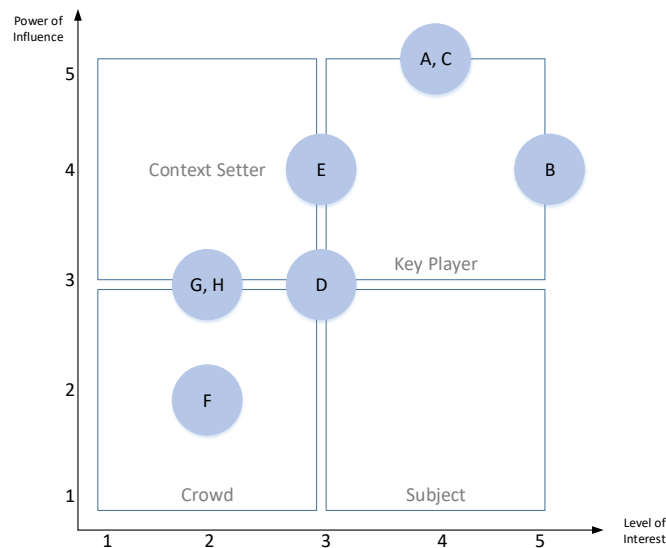 Power of
Influence
A, C
5
4
Context Setter
E
B
Key Player
3
G, H
D
2
F
1
Crowd
Subject
1
2
3
4
5
Level of
Interest